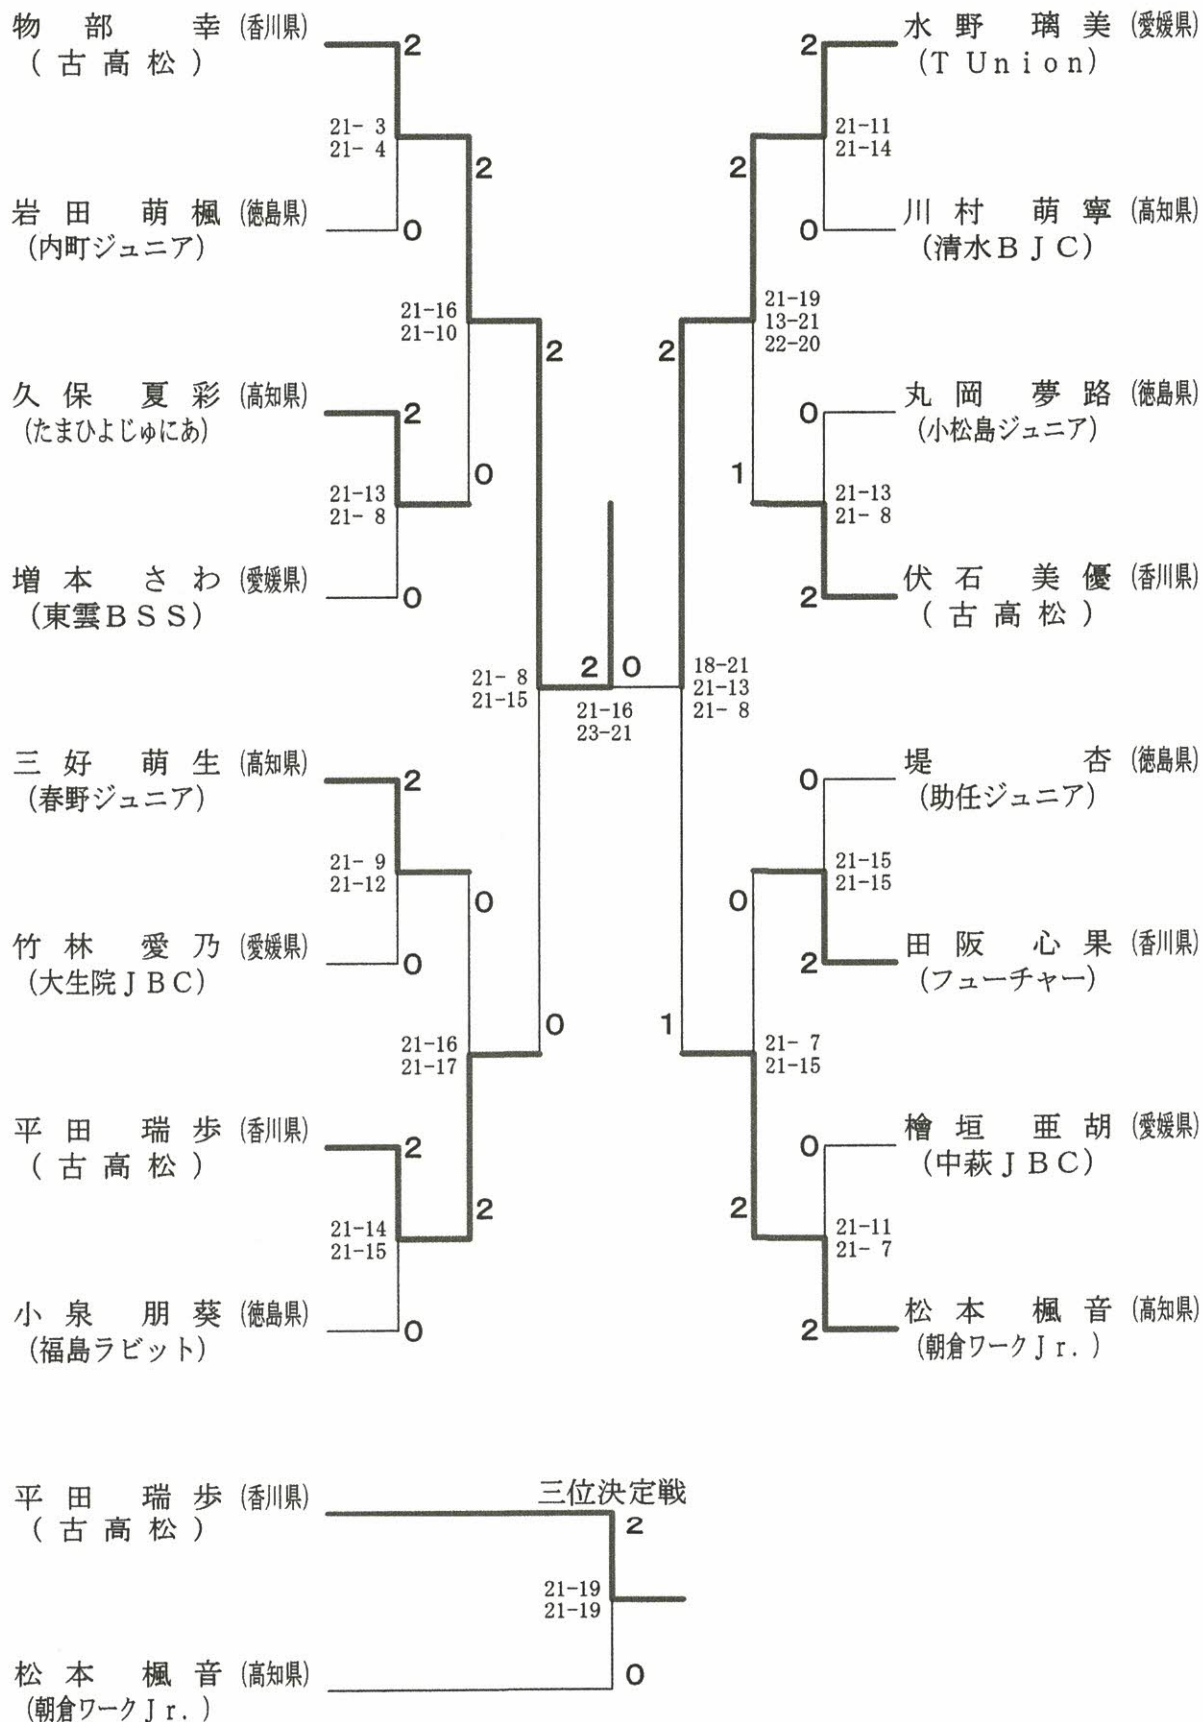 物部 幸 (香川県)
(古高松)
2
21- 3
21- 4
2
岩田 萌楓 (徳島県)
(内町ジュニア)
0
21-16
21-10
2
久保 夏彩 (高知県)
(たまひよじゅにあ)
2
0
21-13
21- 8
増本 さわ (愛媛県)
(東雲BSS)
0
21- 8
21-15
三好 萌生 (高知県)
(春野ジュニア)
2
21- 9
21-12
0
竹林 愛乃 (愛媛県)
(大生院JBC)
0
21-16
21-17
0
平田 瑞歩 (香川県)
(古高松)
2
2
21-14
21-15
小泉 朋葵 (徳島県)
(福島ラビット)
0
2 0
21-16
23-21
水野 璃美 (愛媛県)
(T Union)
2
21-11
21-14
2
川村 萌寧 (高知県)
(清水BJC)
0
21-19
13-21
22-20
2
丸岡 夢路 (徳島県)
(小松島ジュニア)
0
1
21-13
21- 8
伏石 美優 (香川県)
(古高松)
2
18-21
21-13
21- 8
堤 杏 (徳島県)
(助任ジュニア)
0
21-15
21-15
0
田阪 心果 (香川県)
(フューチャー)
2
1
21- 7
21-15
檜垣 亜胡 (愛媛県)
(中萩JBC)
0
2
21-11
21- 7
松本 楓音 (高知県)
(朝倉ワークJr.)
2
三位決定戦
平田 瑞歩 (香川県)
(古高松)
2
21-19
21-19
松本 楓音 (高知県)
(朝倉ワークJr.)
0